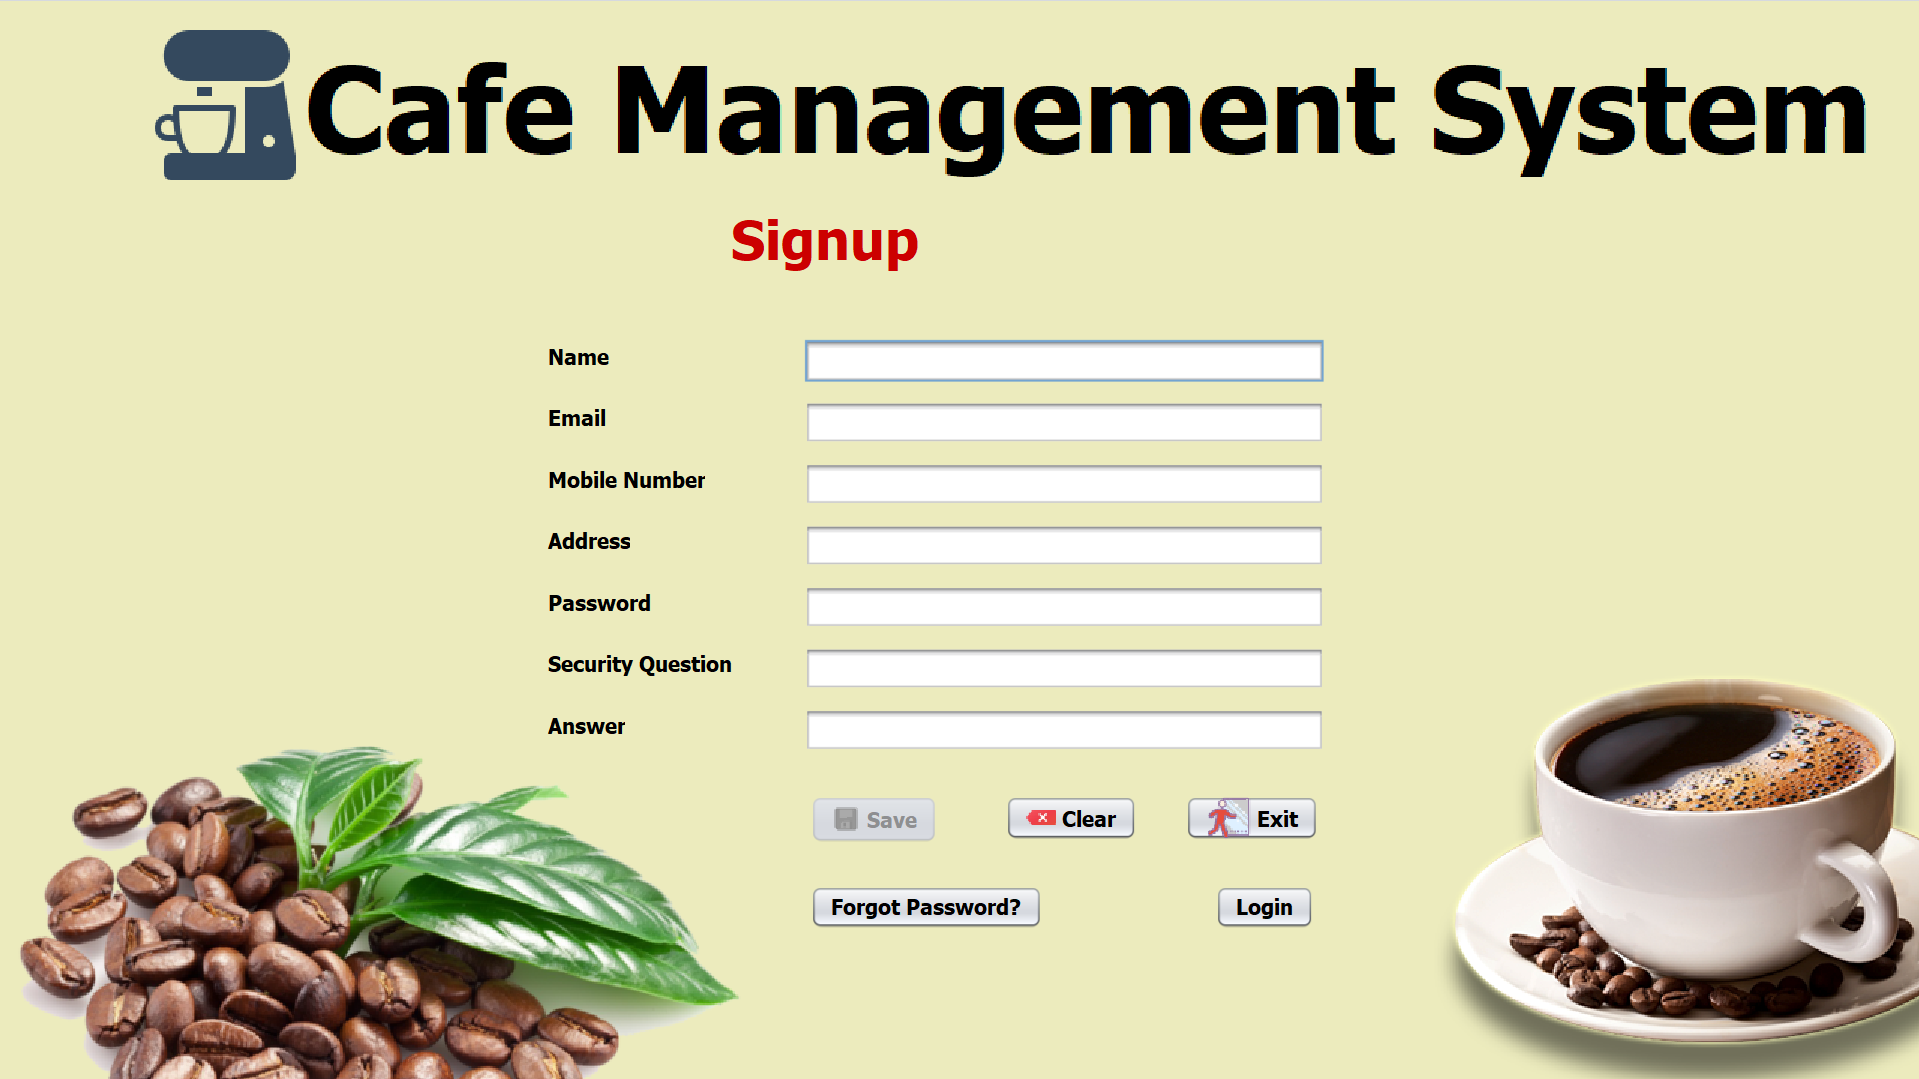 Cafe Management System
Signup
Name
Email
Mobile Number
Address
Password
Security Question
Answer
Save Clear Exit
Forgot Password? Login